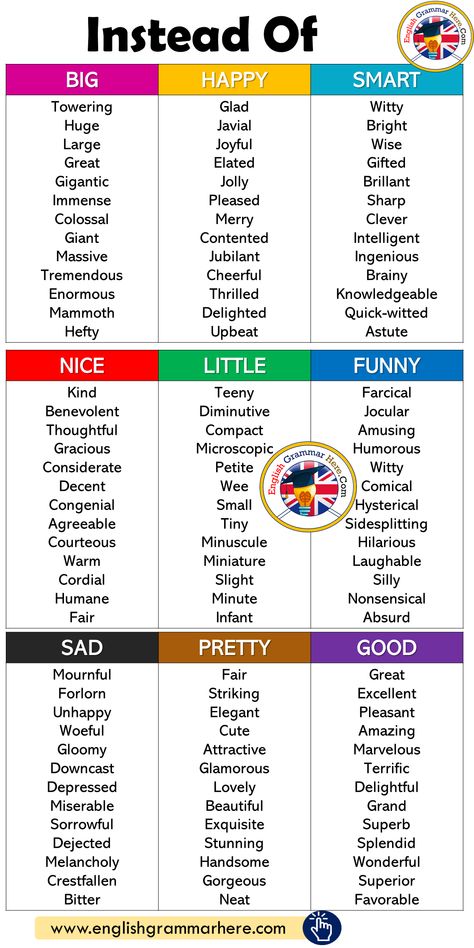 Instead Of
English Grammar Here.Com
BIG HAPPY SMART
Towering Glad Witty
Huge Javial Bright
Large Joyful Wise
Great Elated Gifted
Gigantic Jolly Brillant
Immense Pleased Sharp
Colossal Merry Clever
Giant Contented Intelligent
Massive Jubilant Ingenious
Tremendous Cheerful Brainy
Enormous Thrilled Knowledgeable
Mammoth Delighted Quick-witted
Hefty Upbeat Astute
NICE LITTLE FUNNY
Kind Teeny Farcical
Benevolent Diminutive Jocular
Thoughtful Compact Amusing
Gracious Microscopic Humorous
Considerate Petite Witty
Decent Wee Comical
Congenial Small Hysterical
Agreeable Tiny Sidesplitting
Courteous Minuscule Hilarious
Warm Miniature Laughable
Cordial Slight Silly
Humane Minute Nonsensical
Fair Infant Absurd
English Grammar Here.Com
SAD PRETTY GOOD
Mournful Fair Great
Forlorn Striking Excellent
Unhappy Elegant Pleasant
Woeful Cute Amazing
Gloomy Attractive Marvelous
Downcast Glamorous Terrific
Depressed Lovely Delightful
Miserable Beautiful Grand
Sorrowful Exquisite Superb
Dejected Stunning Splendid
Melancholy Handsome Wonderful
Crestfallen Gorgeous Superior
Bitter Neat Favorable
www.englishgrammarhere.com